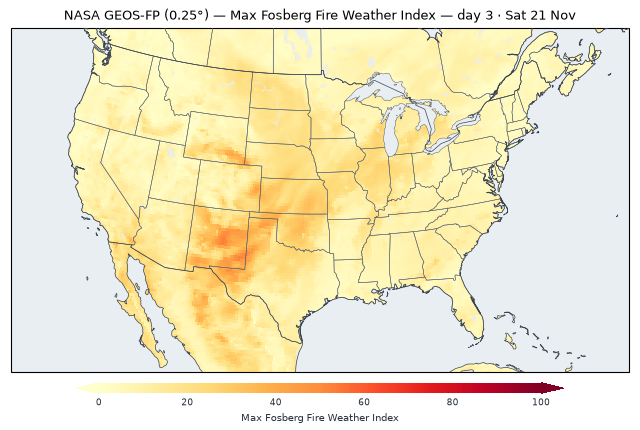 NASA GEOS-FP (0.25°) — Max Fosberg Fire Weather Index — day 3 · Sat 21 Nov
0 20 40 60 80 100
Max Fosberg Fire Weather Index